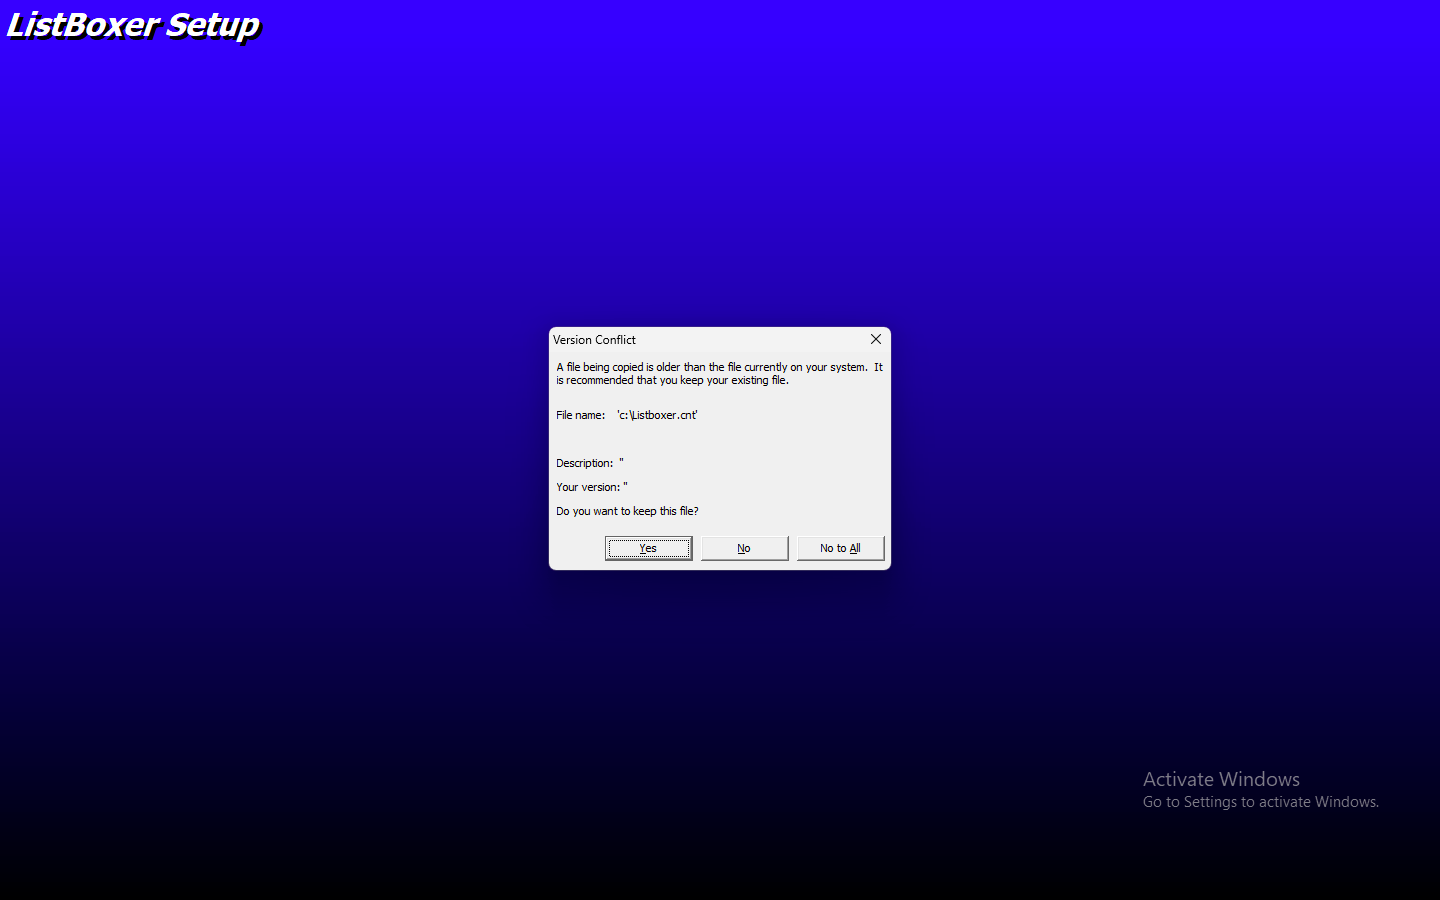 ListBoxer Setup
Version Conflict
A file being copied is older than the file currently on your system.  It
is recommended that you keep your existing file.
File name:    'c:\Listboxer.cnt'
Description:  ''
Your version: ''
Do you want to keep this file?
Yes
No
No to All
Activate Windows
Go to Settings to activate Windows.